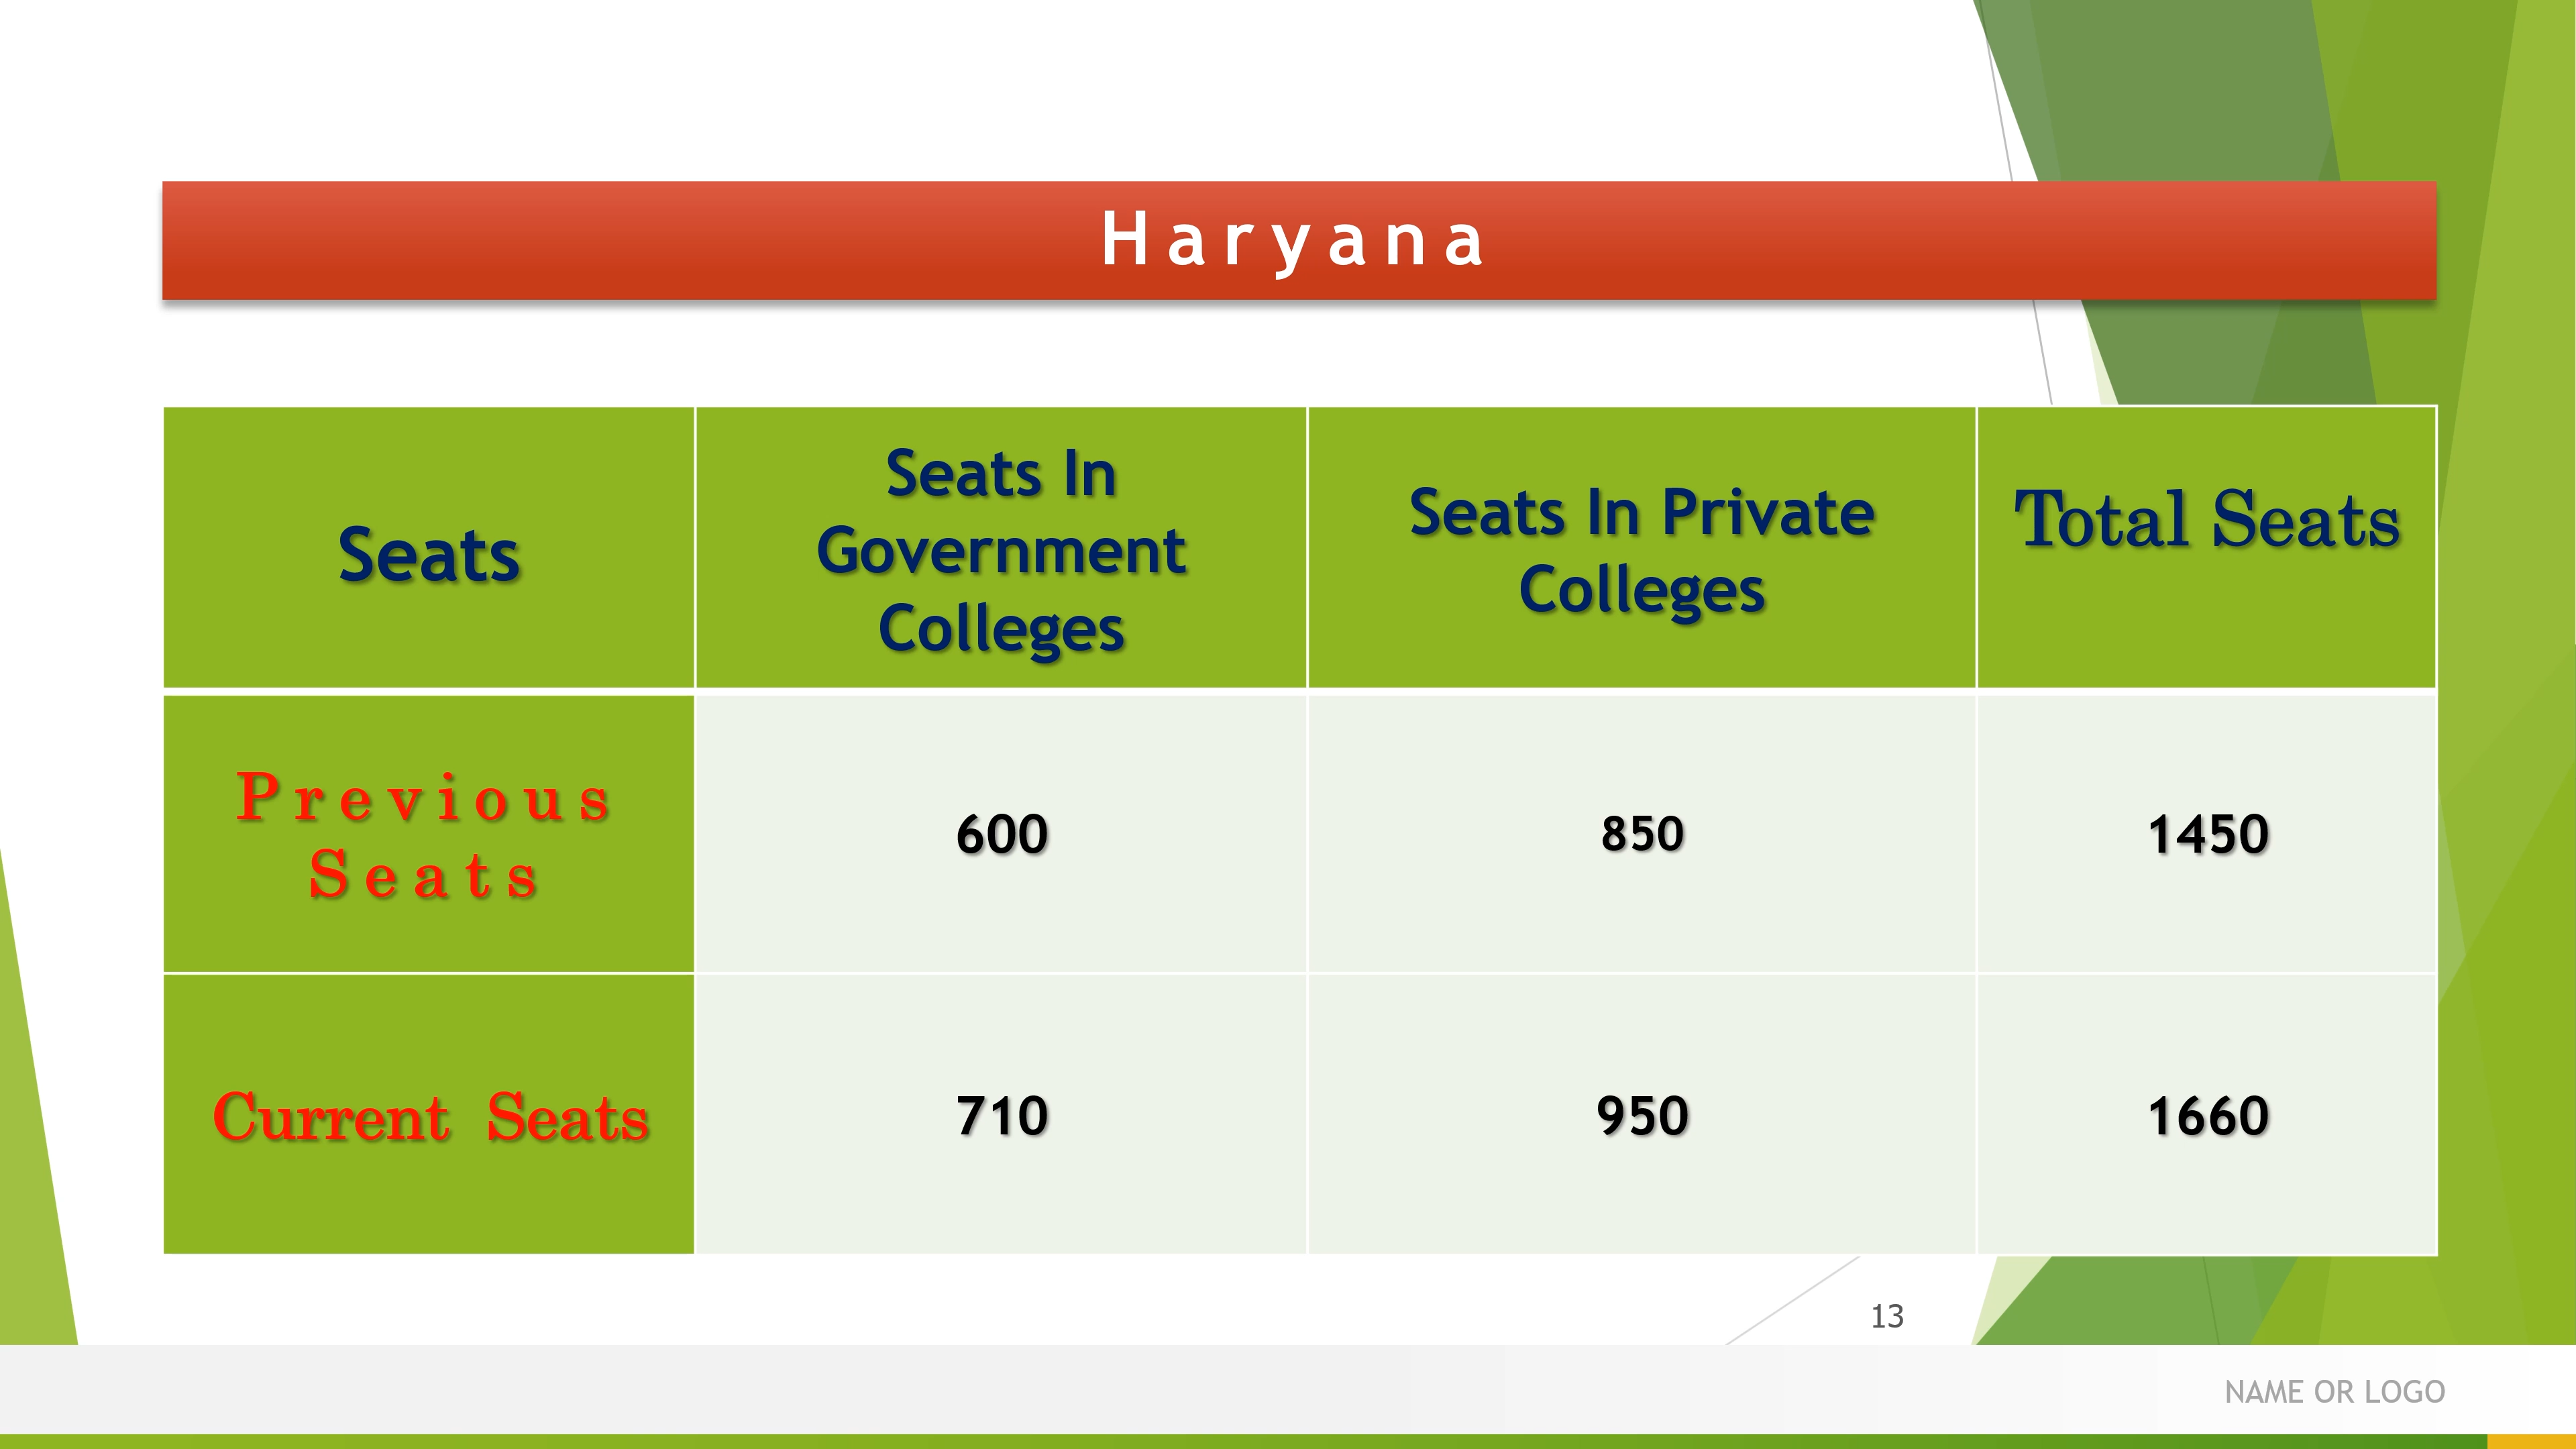 Haryana
Seats
Seats In
Government
Colleges
Seats In Private
Colleges
Total Seats
Previous
Seats
600
850
1450
Current Seats
710
950
1660
13
NAME OR LOGO